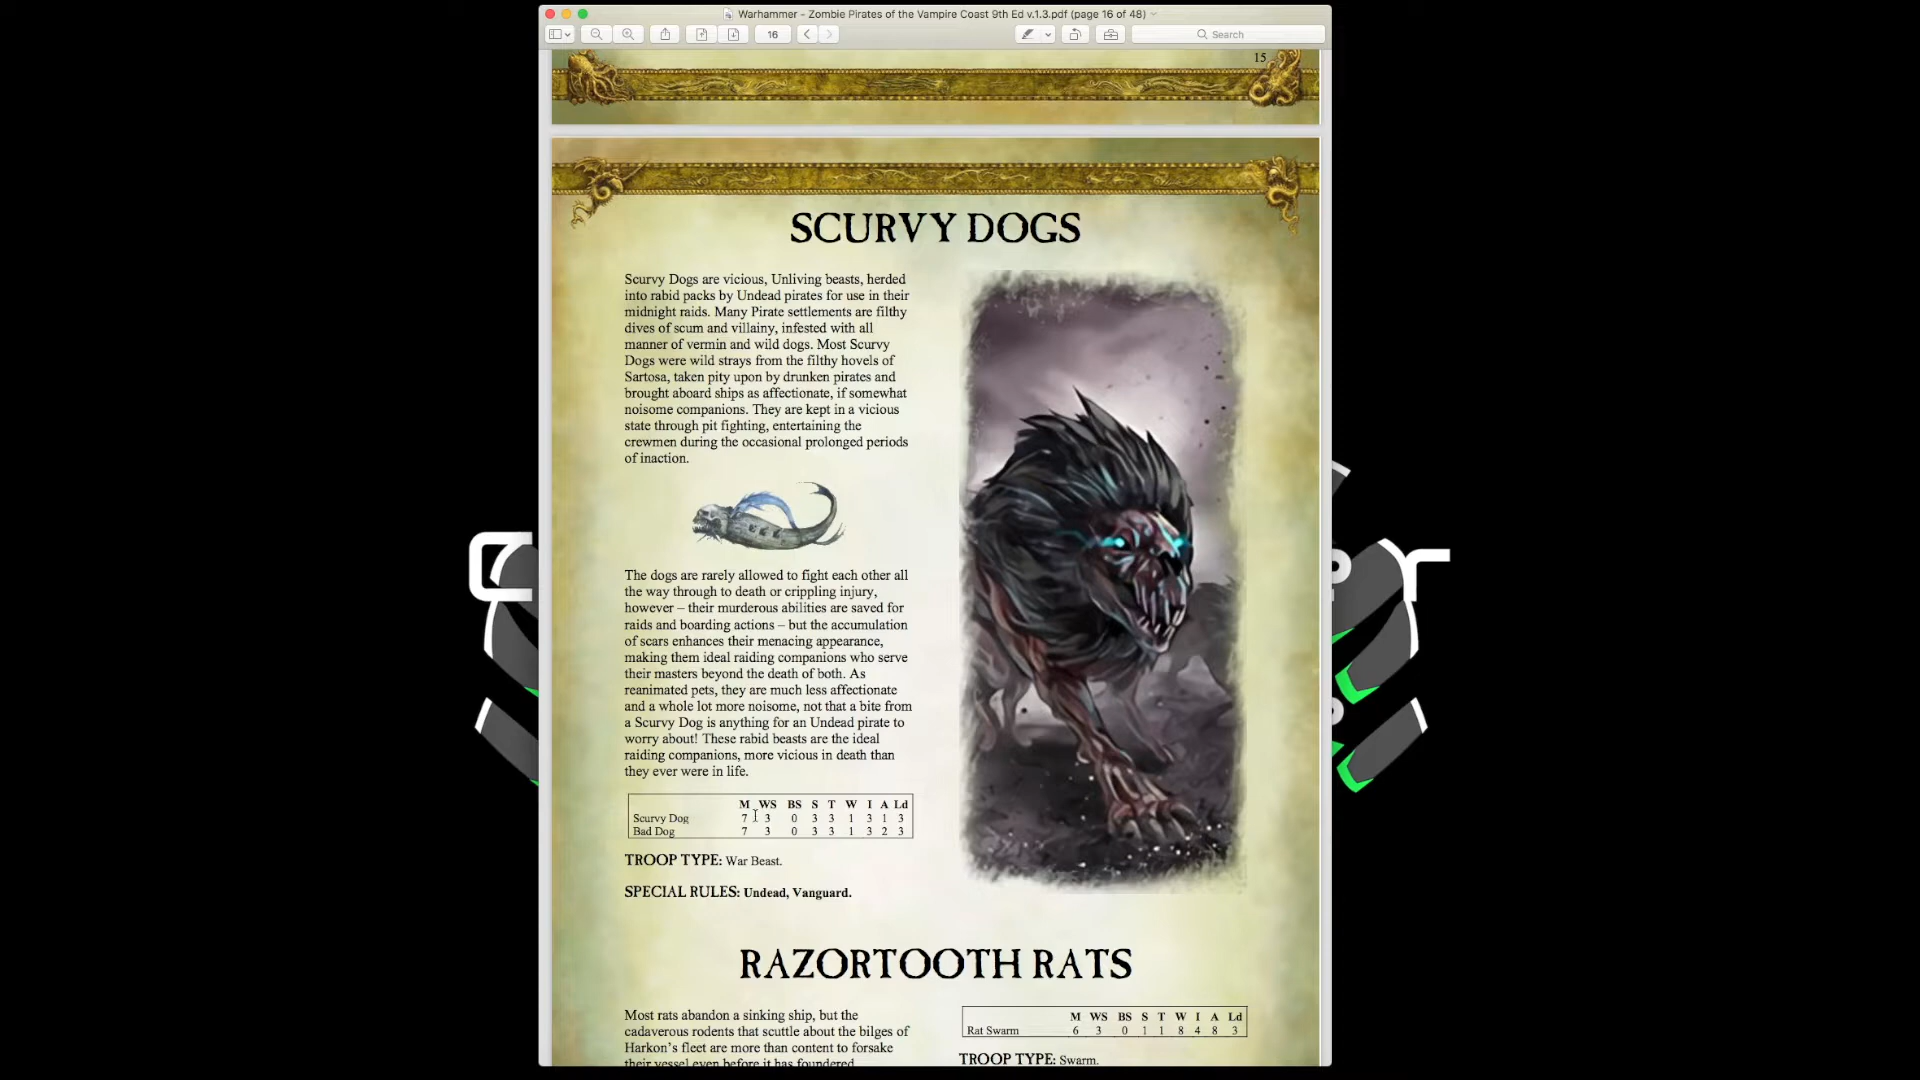 Warhammer - Zombie Pirates of the Vampire Coast 9th Ed v.1.3.pdf (page 16 of 48)
16
Search
15
SCURVY DOGS
Scurvy Dogs are vicious, Unliving beasts, herded
into rabid packs by Undead pirates for use in their
midnight raids. Many Pirate settlements are filthy
dives of scum and villainy, infested with all
manner of vermin and wild dogs. Most Scurvy
Dogs were wild strays from the filthy hovels of
Sartosa, taken pity upon by drunken pirates and
brought aboard ships as affectionate, if somewhat
noisome companions. They are kept in a vicious
state through pit fighting, entertaining the
crewmen during the occasional prolonged periods
of inaction.
The dogs are rarely allowed to fight each other all
the way through to death or crippling injury,
however – their murderous abilities are saved for
raids and boarding actions – but the accumulation
of scars enhances their menacing appearance,
making them ideal raiding companions who serve
their masters beyond the death of both. As
reanimated pets, they are much less affectionate
and a whole lot more noisome, not that a bite from
a Scurvy Dog is anything for an Undead pirate to
worry about! These rabid beasts are the ideal
raiding companions, more vicious in death than
they ever were in life.
M WS BS S T W I A Ld
Scurvy Dog 7 3 0 3 3 1 3 1 3
Bad Dog 7 3 0 3 3 1 3 2 3
TROOP TYPE: War Beast.
SPECIAL RULES: Undead, Vanguard.
RAZORTOOTH RATS
Most rats abandon a sinking ship, but the
cadaverous rodents that scuttle about the bilges of
Harkon's fleet are more than content to forsake
their vessel even before it has foundered
M WS BS S T W I A Ld
Rat Swarm 6 3 0 1 1 8 4 8 3
TROOP TYPE: Swarm.